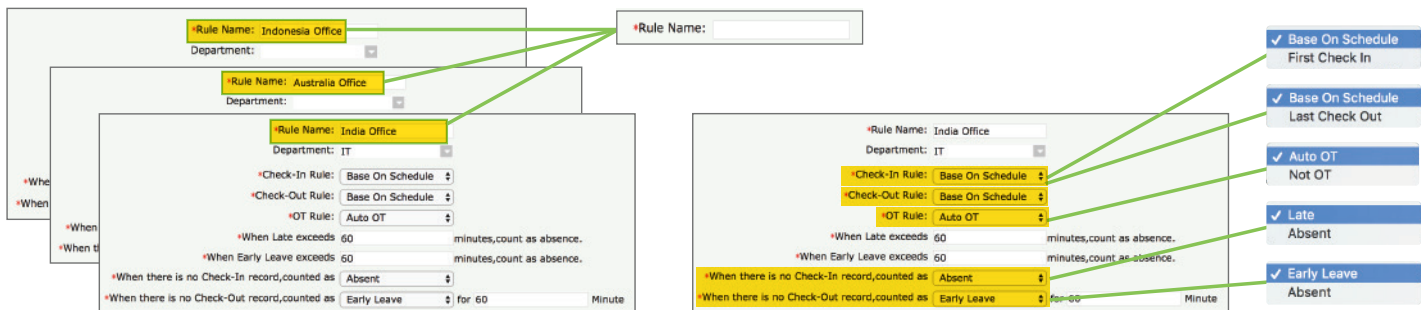 *Rule Name: Indonesia Office
Department:
*Whe
*When
*Rule Name: Australia Office
Department:
*When
*When th
*Rule Name: India Office
Department: IT
*Check-In Rule: Base On Schedule
*Check-Out Rule: Base On Schedule
*OT Rule: Auto OT
*When Late exceeds 60 minutes,count as absence.
*When Early Leave exceeds 60 minutes,count as absence.
*When there is no Check-In record,counted as Absent
*When there is no Check-Out record,counted as Early Leave for 60 Minute
*Rule Name:
*Rule Name: India Office
Department: IT
*Check-In Rule: Base On Schedule
*Check-Out Rule: Base On Schedule
*OT Rule: Auto OT
*When Late exceeds 60 minutes,count as absence.
*When Early Leave exceeds 60 minutes,count as absence.
*When there is no Check-In record,counted as Absent
*When there is no Check-Out record,counted as Early Leave for 60 Minute
✓ Base On Schedule
First Check In
✓ Base On Schedule
Last Check Out
✓ Auto OT
Not OT
✓ Late
Absent
✓ Early Leave
Absent